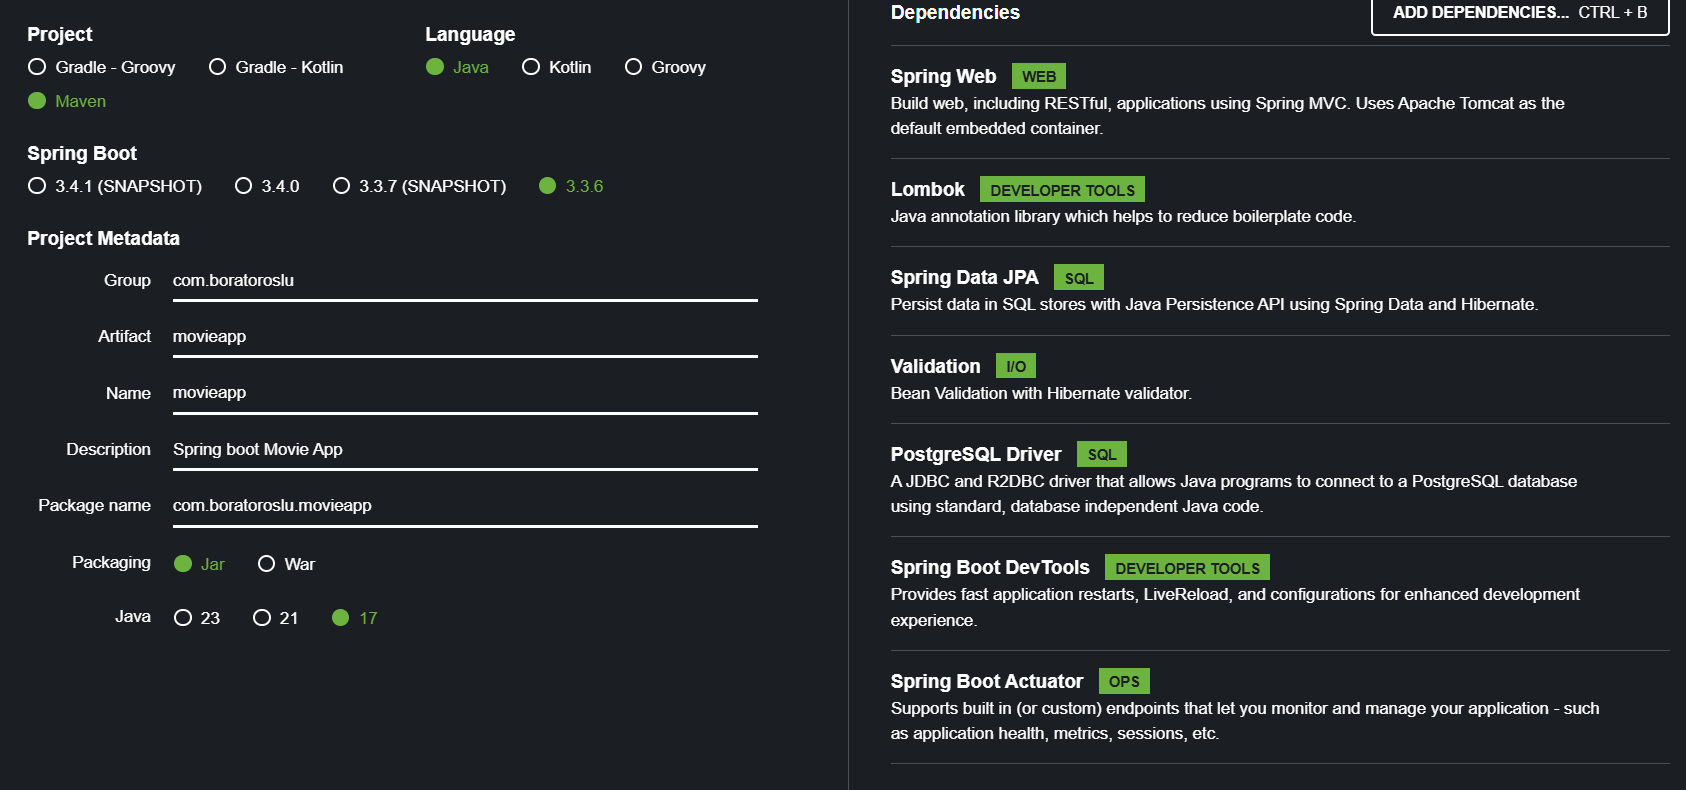 Project
Gradle - Groovy Gradle - Kotlin
Maven
Language
Java Kotlin Groovy
Spring Boot
3.4.1 (SNAPSHOT) 3.4.0 3.3.7 (SNAPSHOT) 3.3.6
Project Metadata
Group com.boratoroslu
Artifact movieapp
Name movieapp
Description Spring boot Movie App
Package name com.boratoroslu.movieapp
Packaging Jar War
Java 23 21 17
Dependencies ADD DEPENDENCIES... CTRL + B
Spring Web WEB
Build web, including RESTful, applications using Spring MVC. Uses Apache Tomcat as the
default embedded container.
Lombok DEVELOPER TOOLS
Java annotation library which helps to reduce boilerplate code.
Spring Data JPA SQL
Persist data in SQL stores with Java Persistence API using Spring Data and Hibernate.
Validation I/O
Bean Validation with Hibernate validator.
PostgreSQL Driver SQL
A JDBC and R2DBC driver that allows Java programs to connect to a PostgreSQL database
using standard, database independent Java code.
Spring Boot DevTools DEVELOPER TOOLS
Provides fast application restarts, LiveReload, and configurations for enhanced development
experience.
Spring Boot Actuator OPS
Supports built in (or custom) endpoints that let you monitor and manage your application - such
as application health, metrics, sessions, etc.